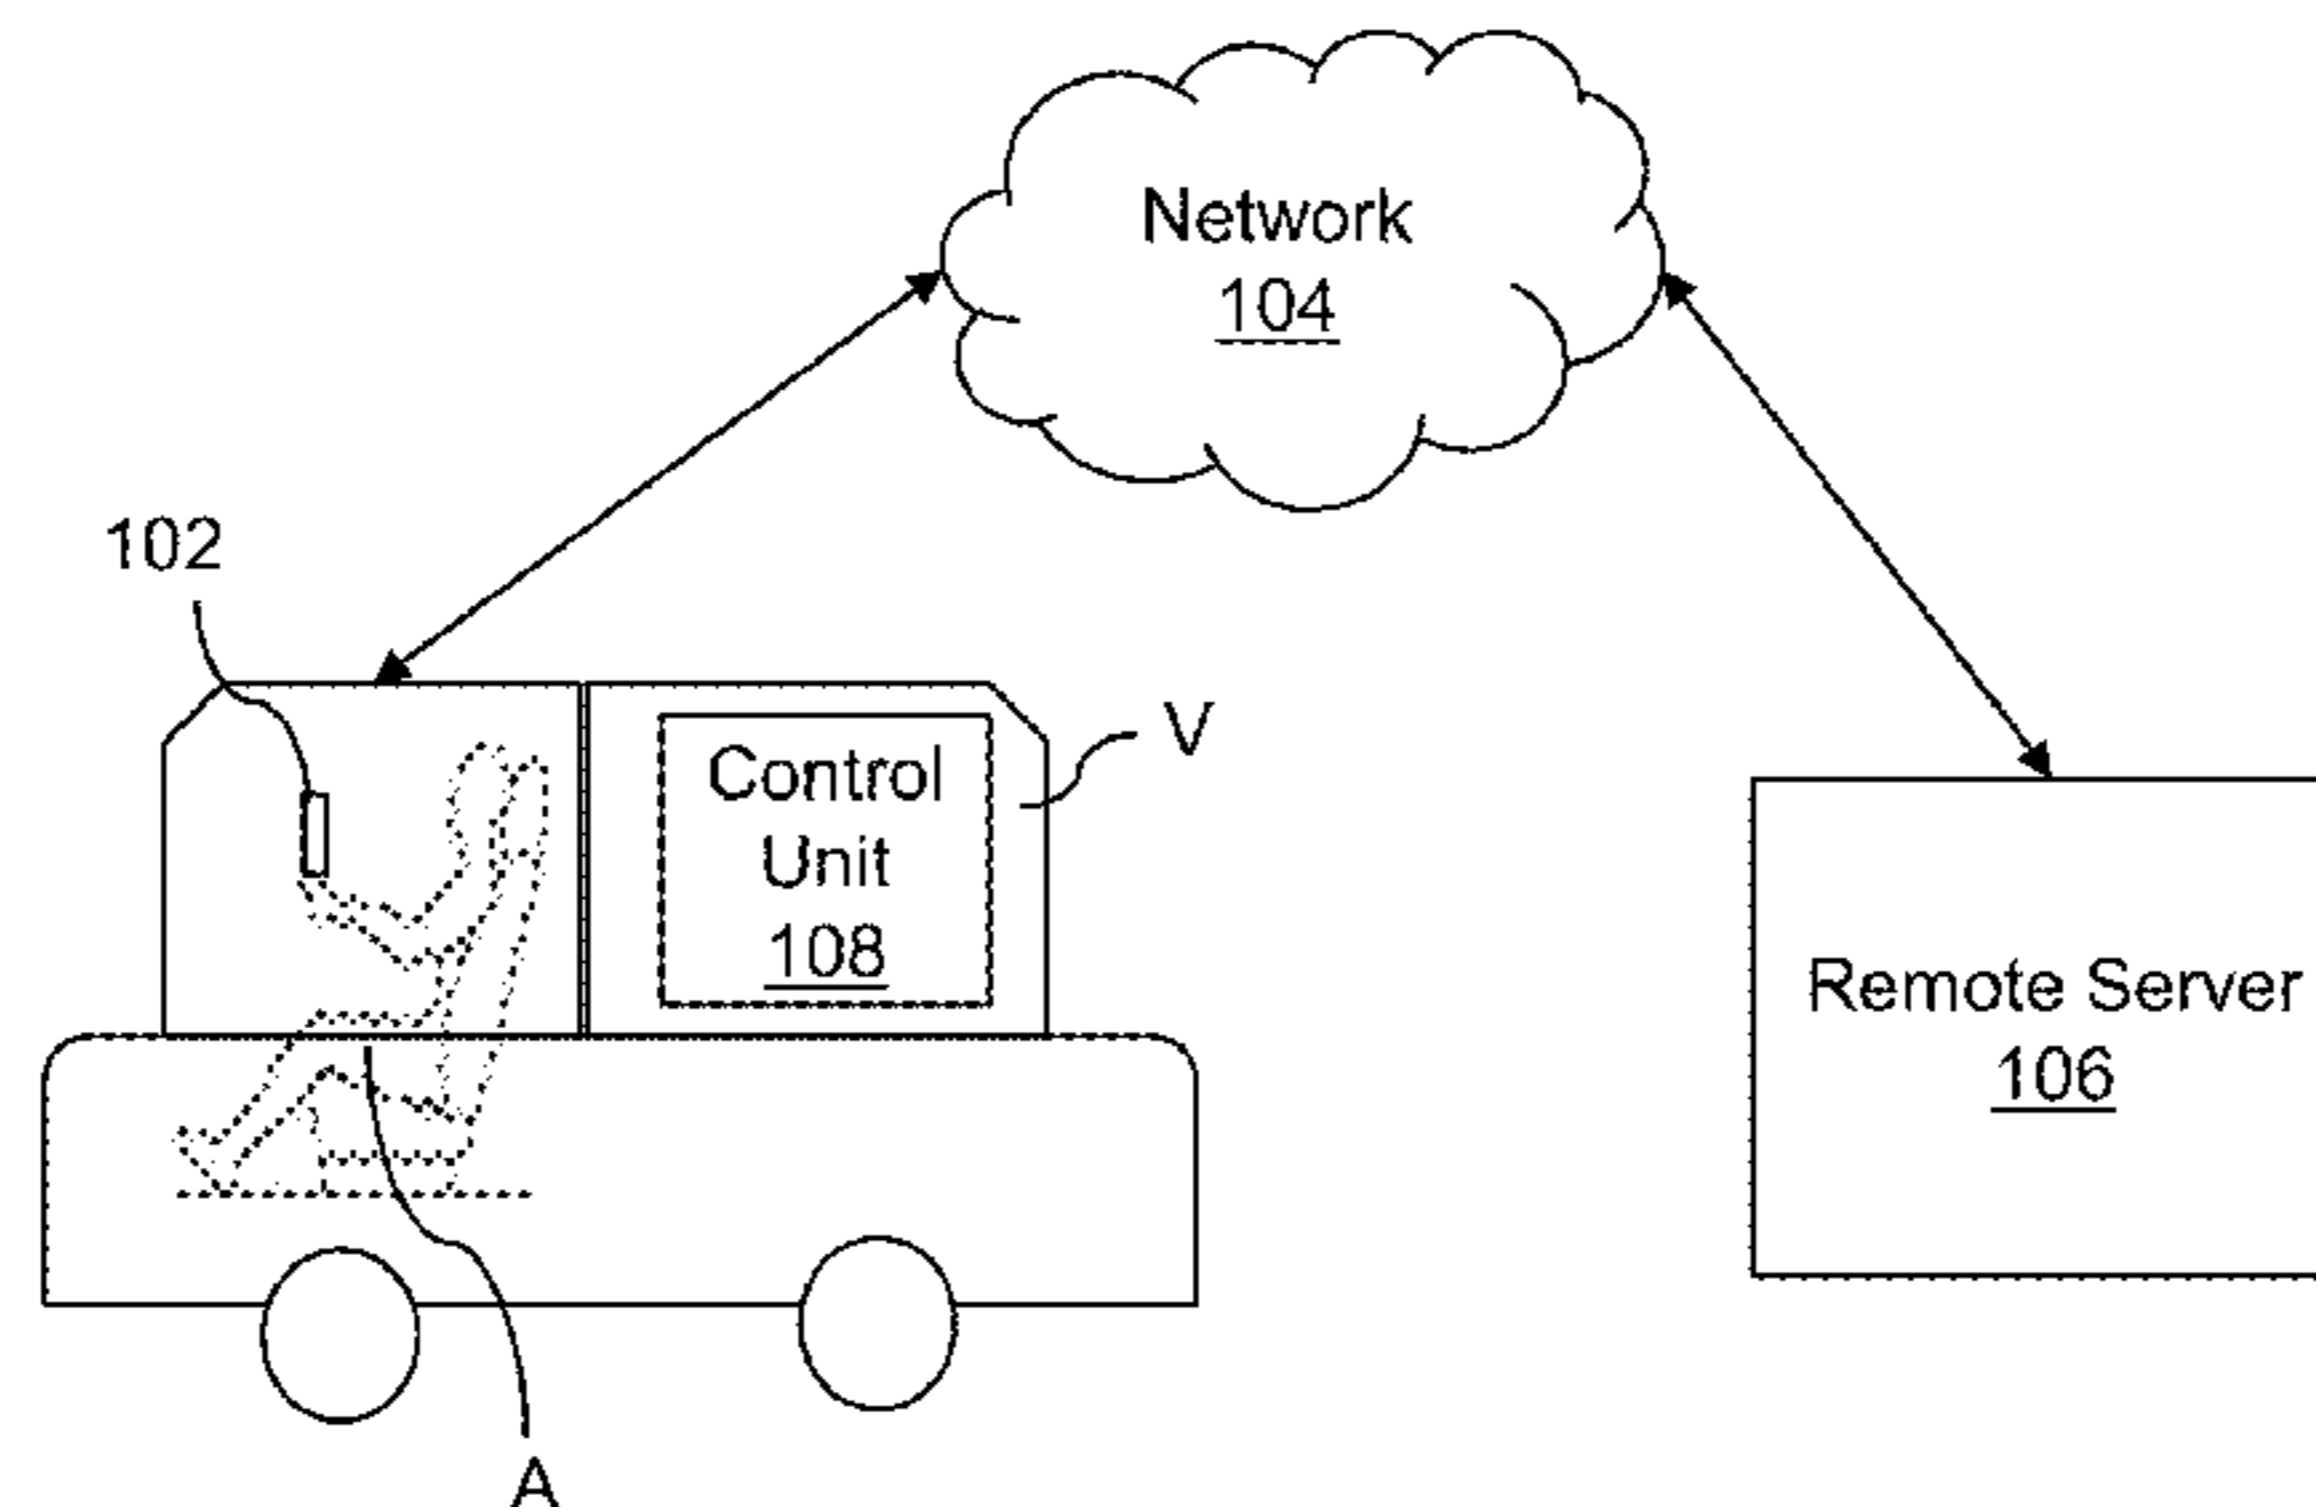 Network
104
102
V
Control
Unit
108
Remote Server
106
A